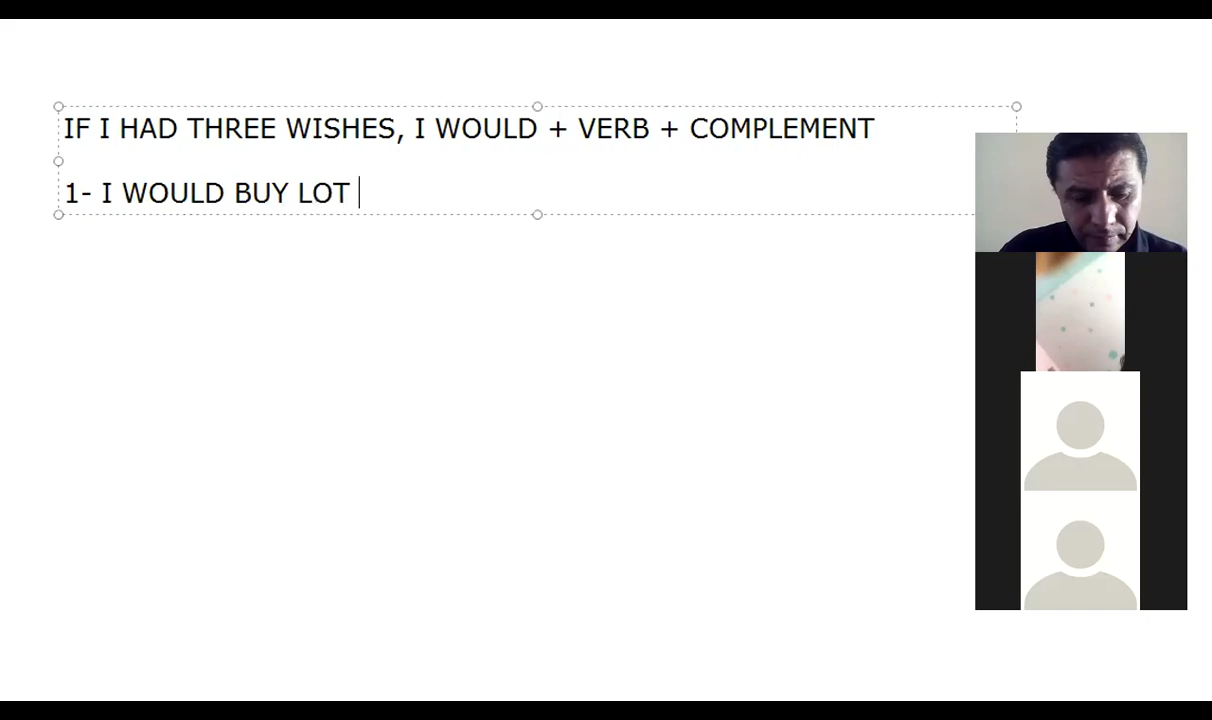 IF I HAD THREE WISHES, I WOULD + VERB + COMPLEMENT
1- I WOULD BUY LOT